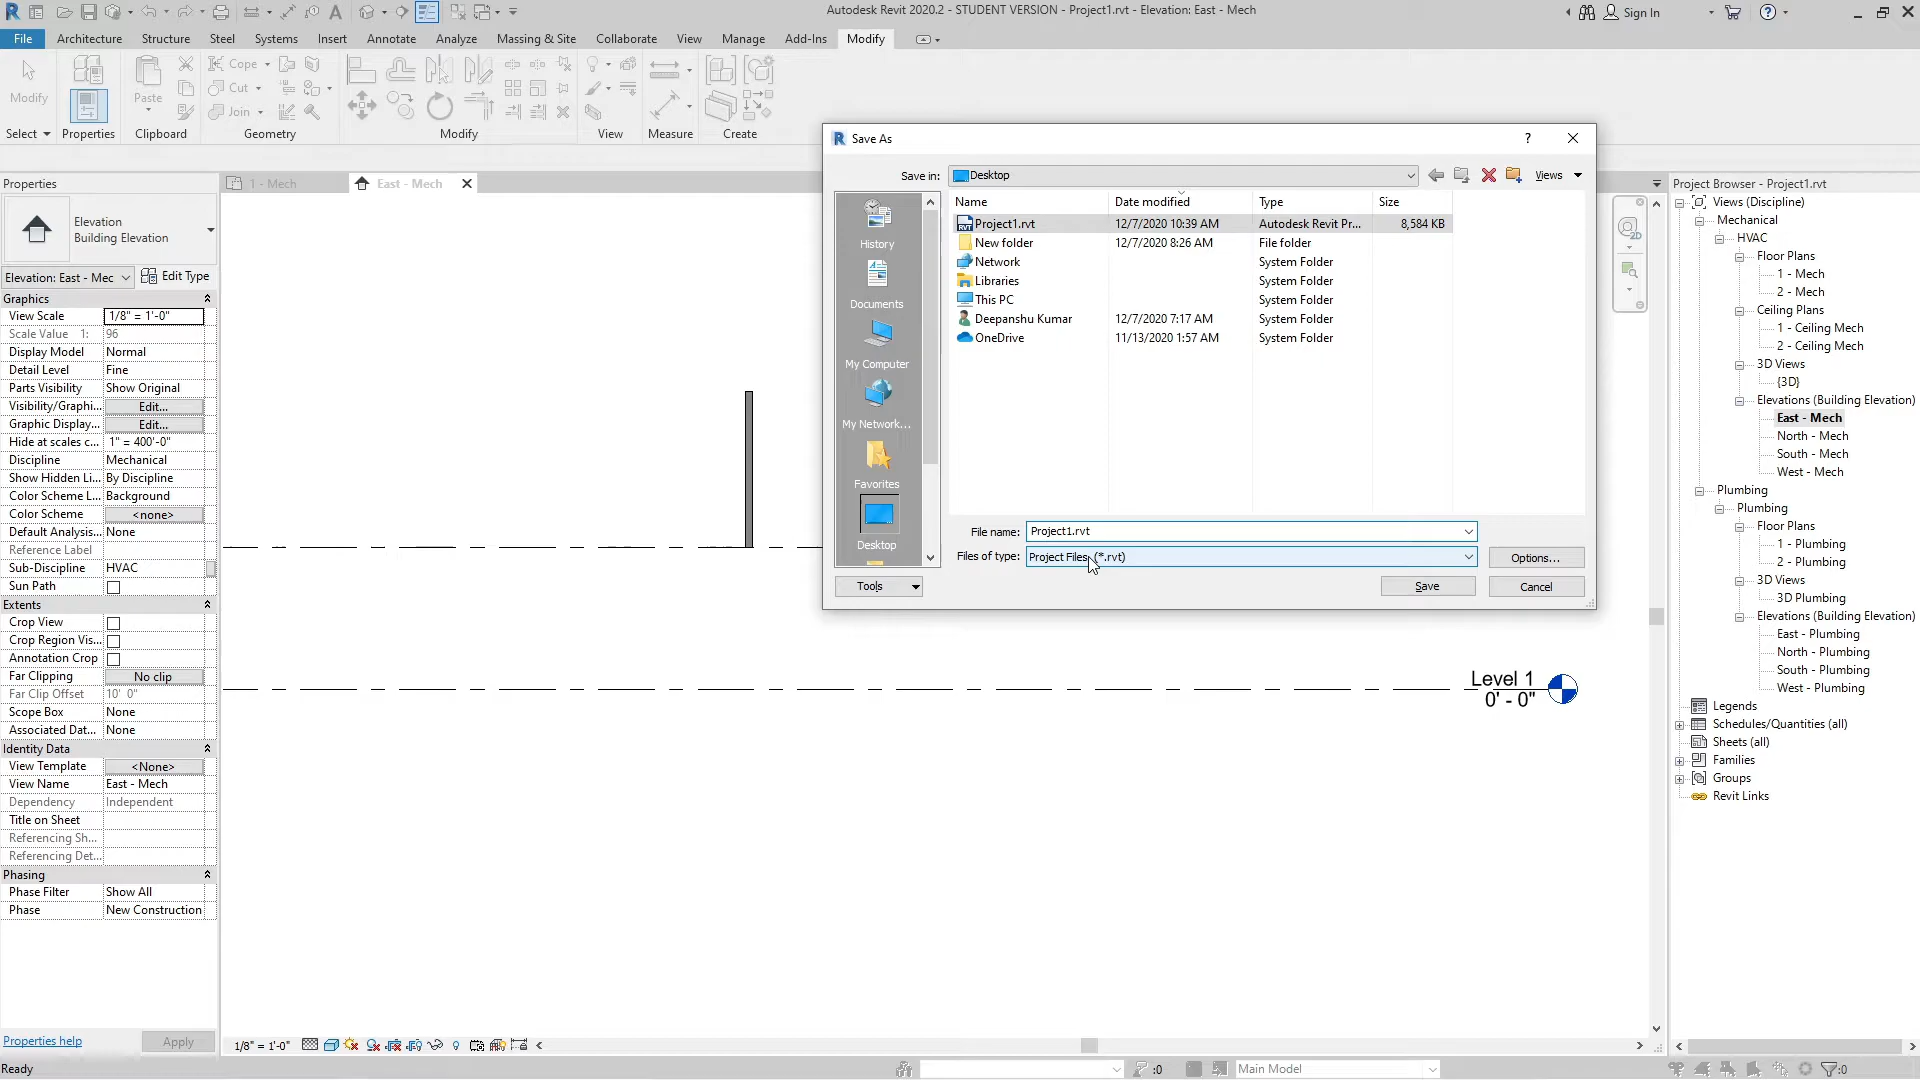 Autodesk Revit 2020.2 - STUDENT VERSION - Project1.rvt - Elevation: East - Mech
Sign In
File
Architecture
Structure
Steel
Systems
Insert
Annotate
Analyze
Massing & Site
Collaborate
View
Manage
Add-Ins
Modify
Modify
Paste
Cope
Cut
Join
Select
Properties
Clipboard
Geometry
Modify
View
Measure
Create
Properties
1 - Mech
East - Mech
Elevation
Building Elevation
Elevation: East - Mec
Edit Type
Graphics
View Scale 1/8" = 1'-0"
Scale Value 1: 96
Display Model Normal
Detail Level Fine
Parts Visibility Show Original
Visibility/Graphi... Edit...
Graphic Display... Edit...
Hide at scales c... 1" = 400'-0"
Discipline Mechanical
Show Hidden Li... By Discipline
Color Scheme L... Background
Color Scheme <none>
Default Analysis... None
Reference Label
Sub-Discipline HVAC
Sun Path
Extents
Crop View
Crop Region Vis...
Annotation Crop
Far Clipping No clip
Far Clip Offset 10' 0"
Scope Box None
Associated Dat... None
Identity Data
View Template <None>
View Name East - Mech
Dependency Independent
Title on Sheet
Referencing Sh...
Referencing Det...
Phasing
Phase Filter Show All
Phase New Construction
Properties help
Apply
Save As
Save in: Desktop
Views
History
Documents
My Computer
My Network...
Favorites
Desktop
Name Date modified Type Size
Project1.rvt 12/7/2020 10:39 AM Autodesk Revit Pr... 8,584 KB
New folder 12/7/2020 8:26 AM File folder
Network System Folder
Libraries System Folder
This PC System Folder
Deepanshu Kumar 12/7/2020 7:17 AM System Folder
OneDrive 11/13/2020 1:57 AM System Folder
File name: Project1.rvt
Files of type: Project Files (*.rvt)
Options...
Tools
Save
Cancel
Level 1
0' - 0"
Project Browser - Project1.rvt
Views (Discipline)
Mechanical
HVAC
Floor Plans
1 - Mech
2 - Mech
Ceiling Plans
1 - Ceiling Mech
2 - Ceiling Mech
3D Views
{3D}
Elevations (Building Elevation)
East - Mech
North - Mech
South - Mech
West - Mech
Plumbing
Plumbing
Floor Plans
1 - Plumbing
2 - Plumbing
3D Views
3D Plumbing
Elevations (Building Elevation)
East - Plumbing
North - Plumbing
South - Plumbing
West - Plumbing
Legends
Schedules/Quantities (all)
Sheets (all)
Families
Groups
Revit Links
1/8" = 1'-0"
Ready
:0
Main Model
:0